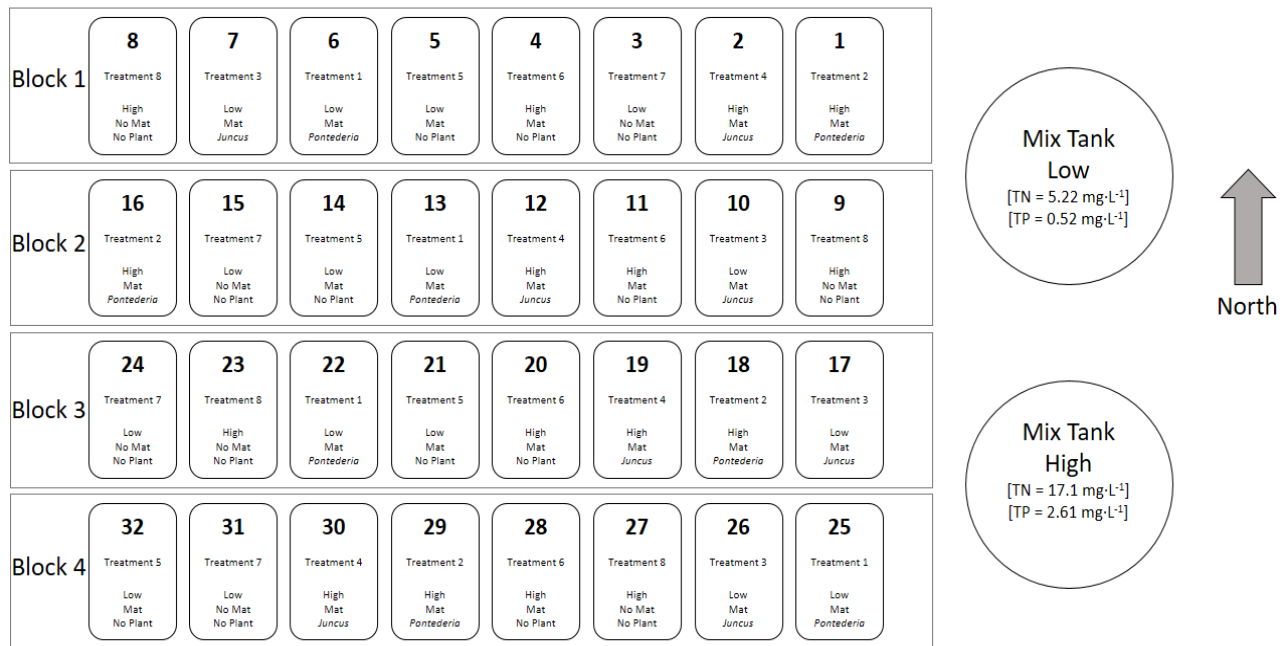 Block 1
8
Treatment 8
High
No Mat
No Plant
7
Treatment 3
Low
Mat
Juncus
6
Treatment 1
Low
Mat
Pontederia
5
Treatment 5
Low
Mat
No Plant
4
Treatment 6
High
Mat
No Plant
3
Treatment 7
Low
No Mat
No Plant
2
Treatment 4
High
Mat
Juncus
1
Treatment 2
High
Mat
Pontederia
Block 2
16
Treatment 2
High
Mat
Pontederia
15
Treatment 7
Low
No Mat
No Plant
14
Treatment 5
Low
Mat
No Plant
13
Treatment 1
Low
Mat
Pontederia
12
Treatment 4
High
Mat
Juncus
11
Treatment 6
High
Mat
No Plant
10
Treatment 3
Low
Mat
Juncus
9
Treatment 8
High
No Mat
No Plant
Block 3
24
Treatment 7
Low
No Mat
No Plant
23
Treatment 8
High
No Mat
No Plant
22
Treatment 1
Low
Mat
Pontederia
21
Treatment 5
Low
Mat
No Plant
20
Treatment 6
High
Mat
No Plant
19
Treatment 4
High
Mat
Juncus
18
Treatment 2
High
Mat
Pontederia
17
Treatment 3
Low
Mat
Juncus
Block 4
32
Treatment 5
Low
Mat
No Plant
31
Treatment 7
Low
No Mat
No Plant
30
Treatment 4
High
Mat
Juncus
29
Treatment 2
High
Mat
Pontederia
28
Treatment 6
High
Mat
No Plant
27
Treatment 8
High
No Mat
No Plant
26
Treatment 3
Low
Mat
Juncus
25
Treatment 1
Low
Mat
Pontederia
Mix Tank
Low
[TN = 5.22 mg·L⁻¹]
[TP = 0.52 mg·L⁻¹]
North
Mix Tank
High
[TN = 17.1 mg·L⁻¹]
[TP = 2.61 mg·L⁻¹]